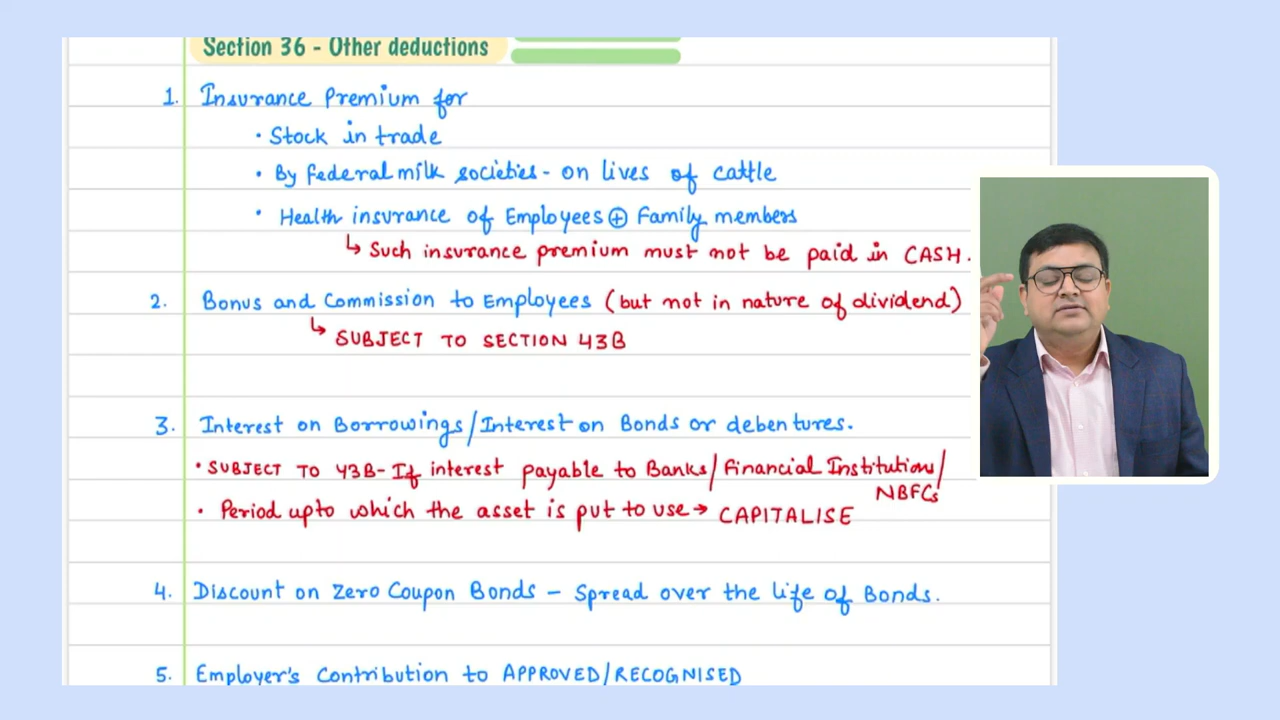 Section 36 - Other deductions
1. Insurance Premium for
• Stock in trade
• By Federal milk societies - on lives of cattle
• Health insurance of Employees ⊕ Family members
↳ Such insurance premium must not be paid in CASH.
2. Bonus and Commission to Employees (but not in nature of dividend)
↳ SUBJECT TO SECTION 43B
3. Interest on Borrowings/Interest on Bonds or debentures.
• SUBJECT TO 43B - If interest payable to Banks/Financial Institutions/
NBFCs
• Period upto which the asset is put to use → CAPITALISE
4. Discount on Zero Coupon Bonds - Spread over the life of Bonds.
5. Employer's Contribution to APPROVED/RECOGNISED